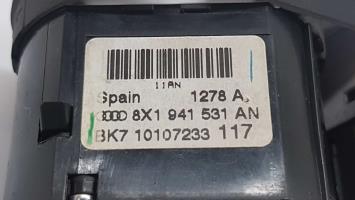 11AN
Spain 1278 A
8X1 941 531 AN
BK7 10107233 117